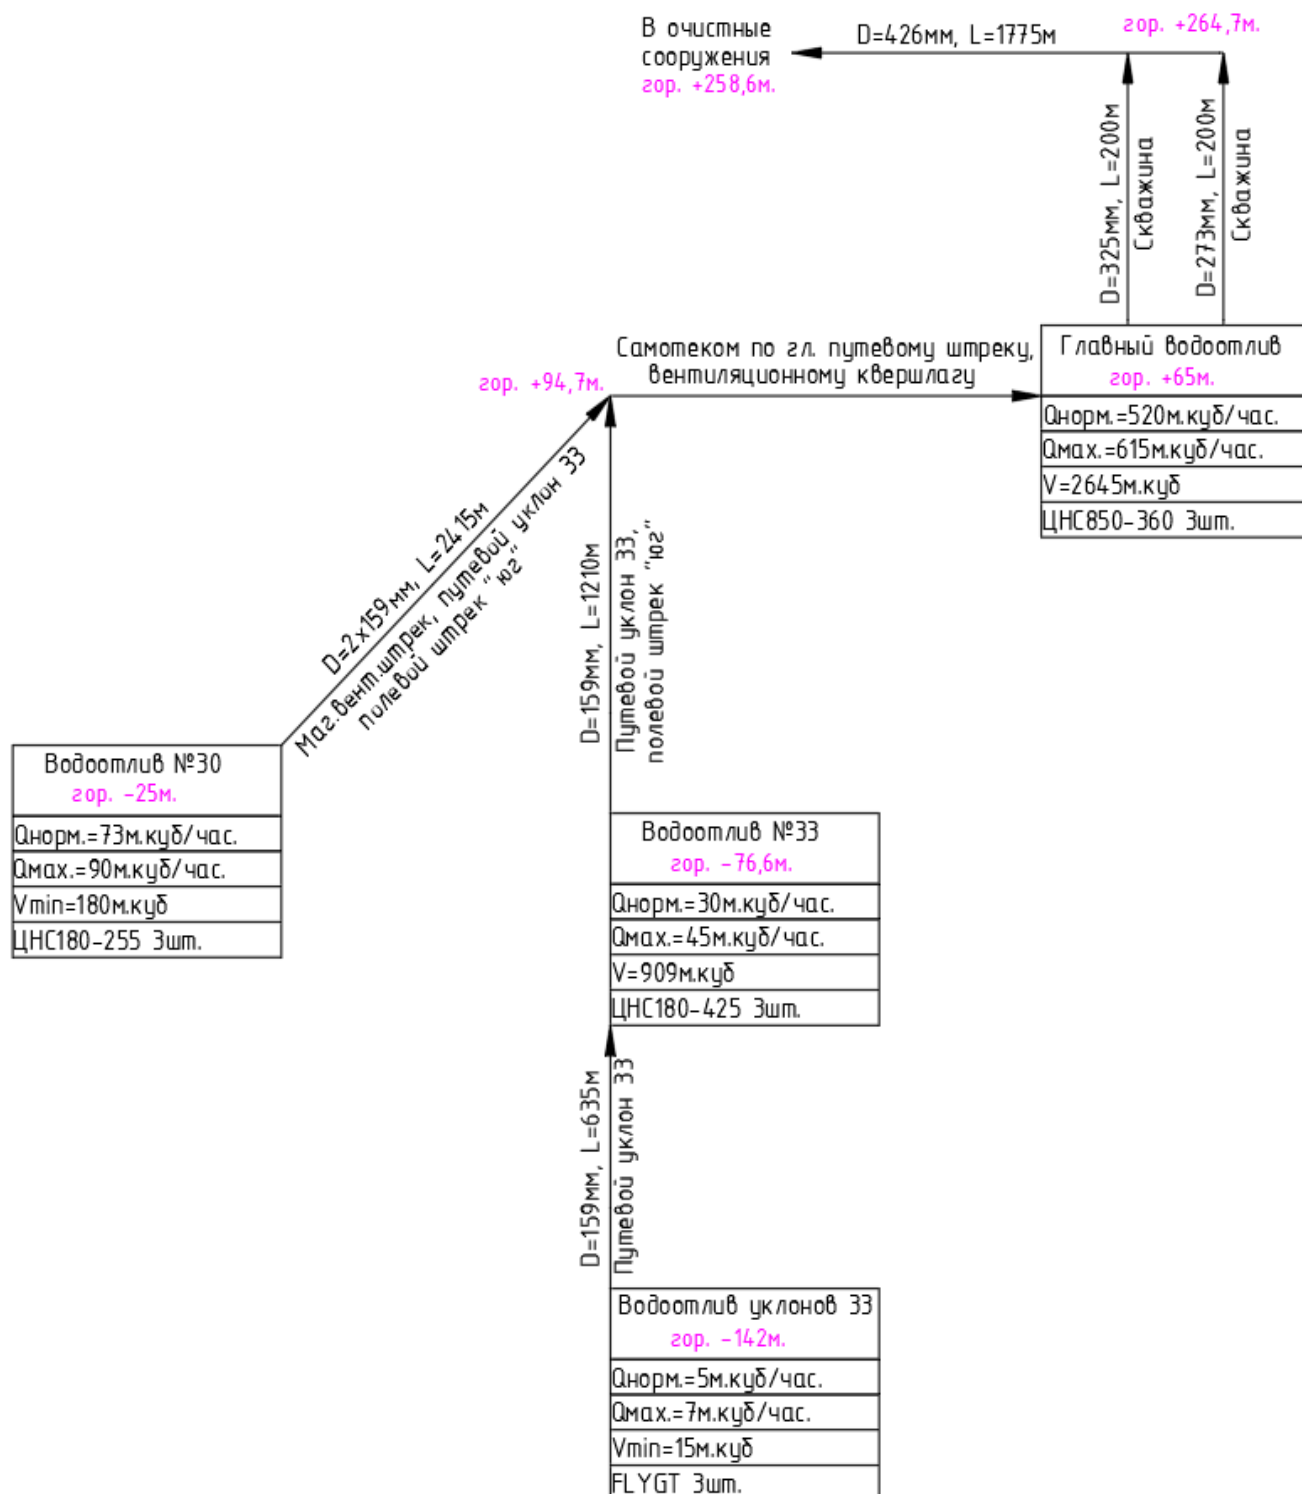 В очистные
сооружения
гор. +258,6м.
D=426мм, L=1775м
гор. +264,7м.
D=325мм, L=200м
Скважина
D=273мм, L=200м
Скважина
Самотеком по гл. путевому штреку,
вентиляционному квершлагу
гор. +94,7м.
Главный водоотлив
гор. +65м.
Qнорм.=520м.куб/час.
Qмах.=615м.куб/час.
V=2645м.куб
ЦНС850-360 3шт.
D=2х159мм, L=2415м
Маг.вент.штрек, путевой уклон 33
полевой штрек "юг"
D=159мм, L=1210м
Путевой уклон 33,
полевой штрек "юг"
Водоотлив №30
гор. -25м.
Qнорм.=73м.куб/час.
Qмах.=90м.куб/час.
Vmin=180м.куб
ЦНС180-255 3шт.
Водоотлив №33
гор. -76,6м.
Qнорм.=30м.куб/час.
Qмах.=45м.куб/час.
V=909м.куб
ЦНС180-425 3шт.
D=159мм, L=635м
Путевой уклон 33
Водоотлив уклонов 33
гор. -142м.
Qнорм.=5м.куб/час.
Qмах.=7м.куб/час.
Vmin=15м.куб
FLYGT 3шт.